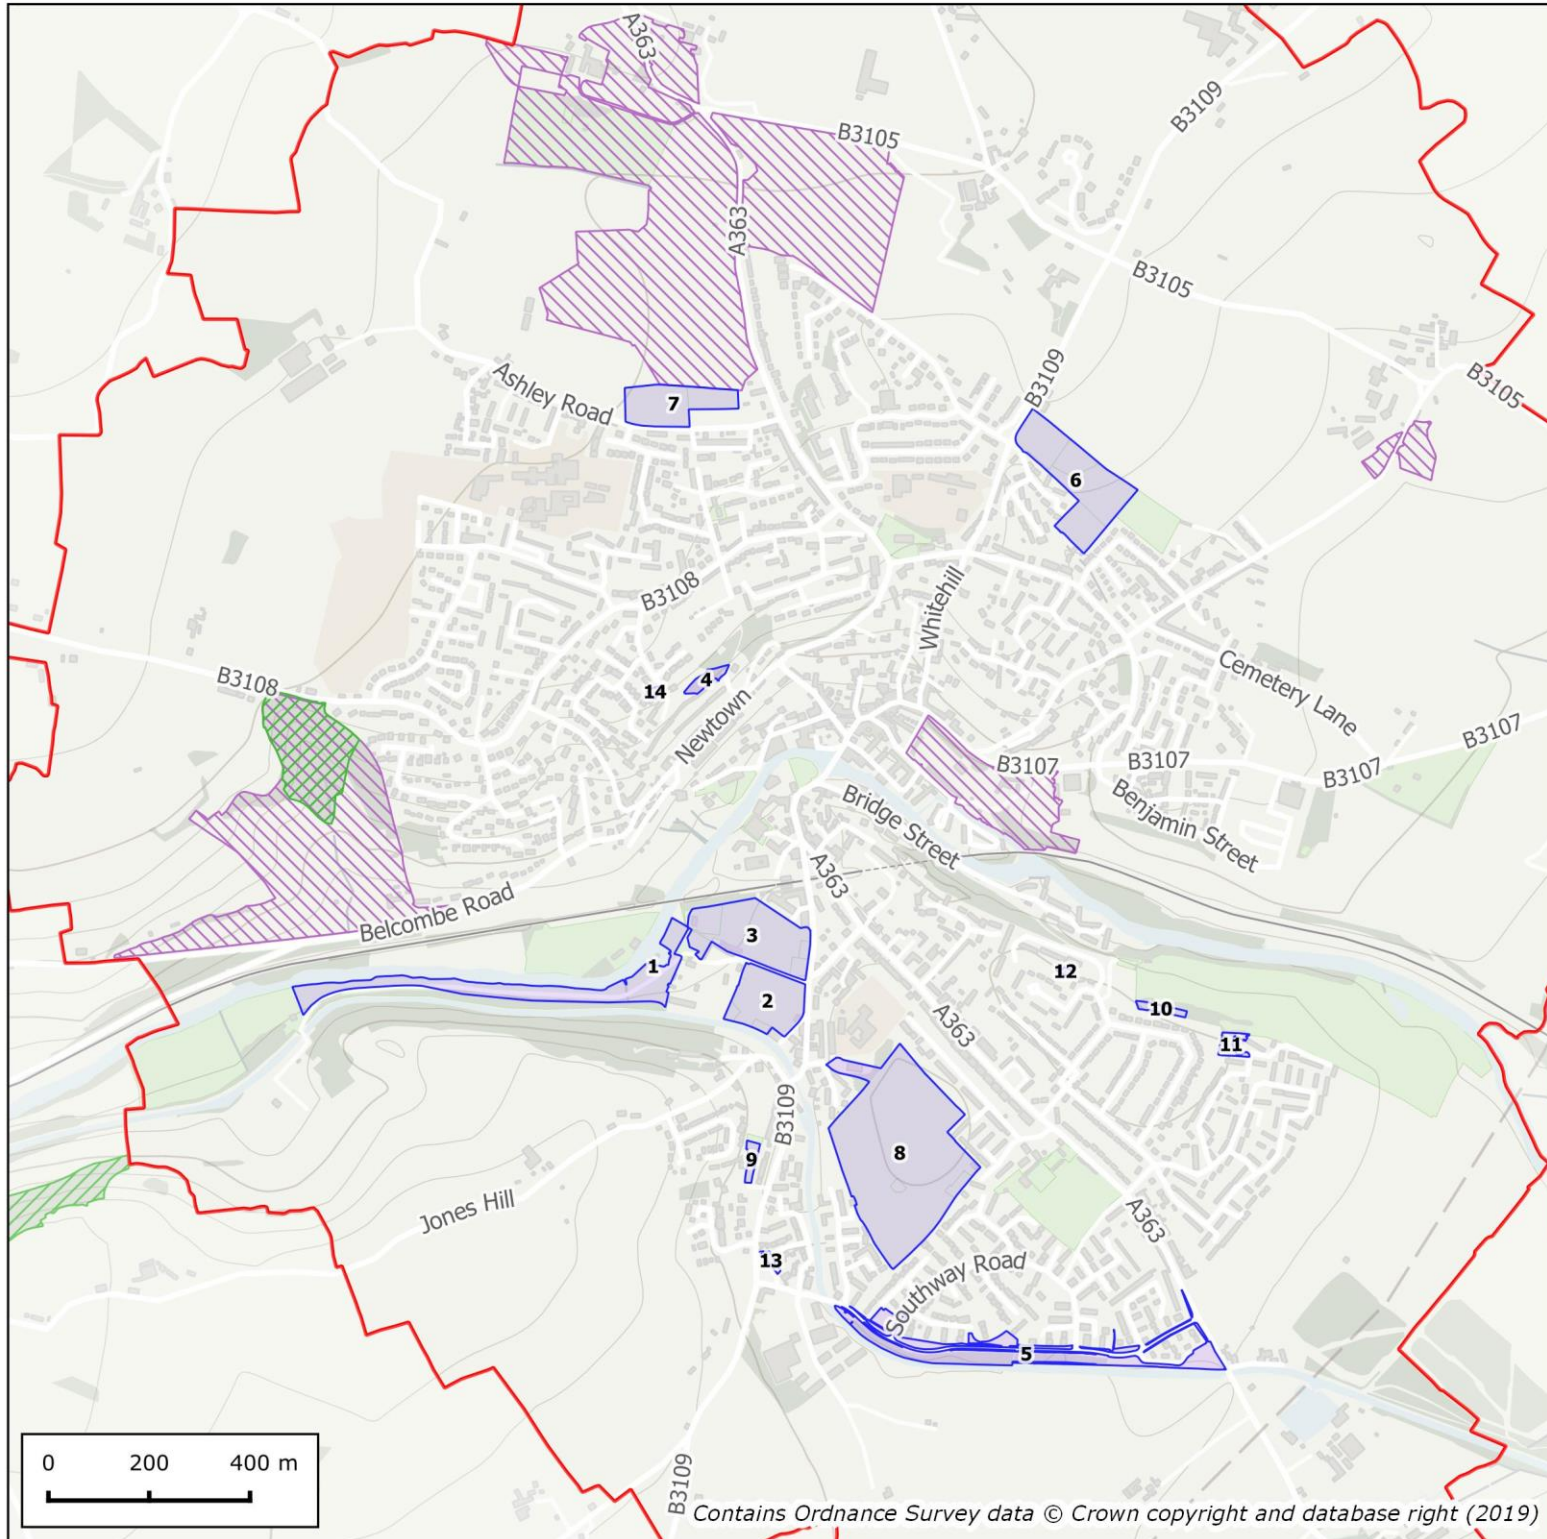 A363
B3109
B3105
A363
B3105
B3109
B3105
Ashley Road
7
6
B3108
Whitehill
Cemetery Lane
B3108
14
4
Newtown
B3107
B3107
B3107
B3107
Benjamin Street
Bridge Street
A363
Belcombe Road
3
1
2
12
10
A363
11
B3109
8
9
Jones Hill
A363
13
Southway Road
5
0 200 400 m
B3109
Contains Ordnance Survey data © Crown copyright and database right (2019)